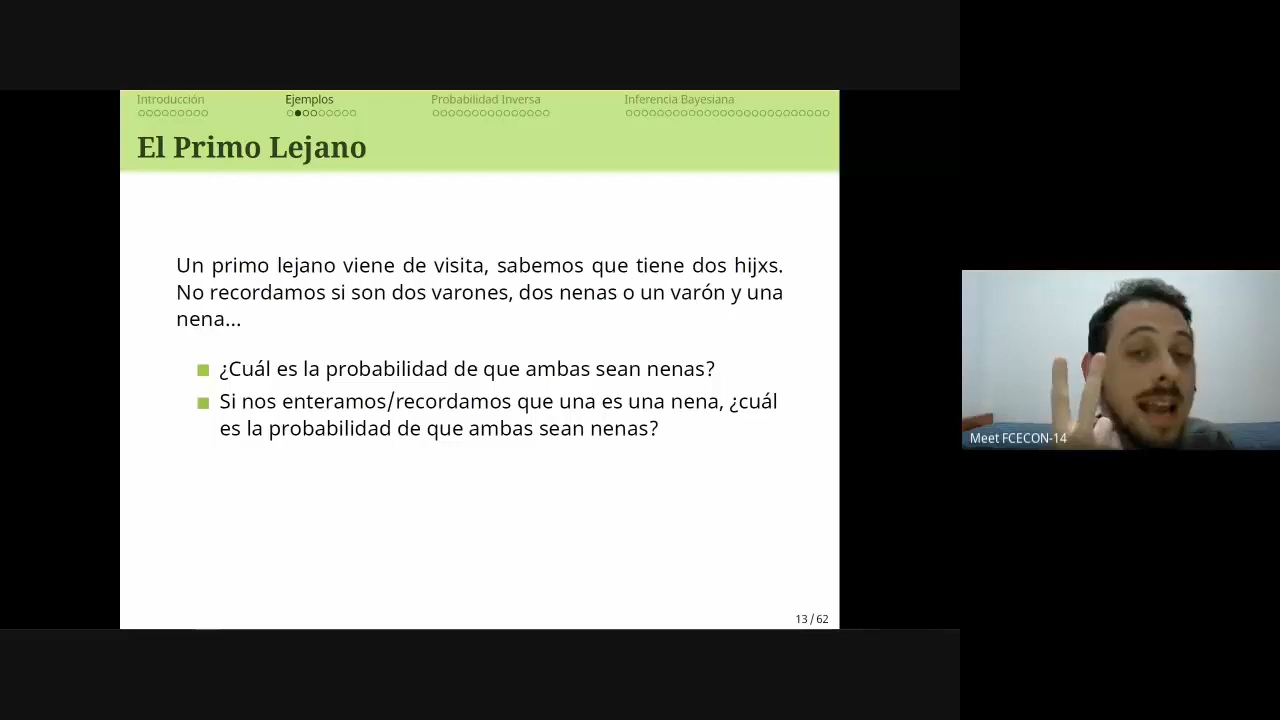 Introducción Ejemplos Probabilidad Inversa Inferencia Bayesiana
El Primo Lejano
Un primo lejano viene de visita, sabemos que tiene dos hijxs.
No recordamos si son dos varones, dos nenas o un varón y una
nena...
¿Cuál es la probabilidad de que ambas sean nenas?
Si nos enteramos/recordamos que una es una nena, ¿cuál
es la probabilidad de que ambas sean nenas?
Meet FCECON-14
13 / 62